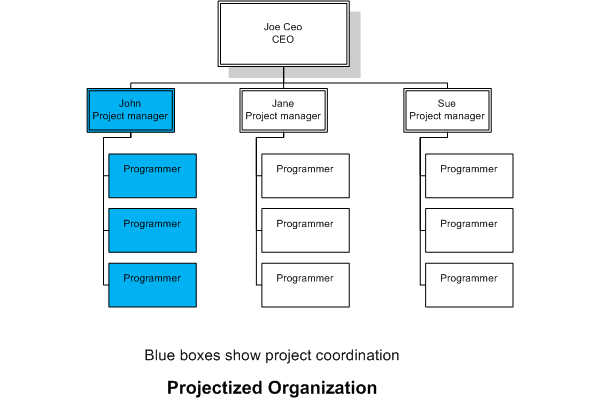 Joe Ceo
CEO
John
Project manager
Jane
Project manager
Sue
Project manager
Programmer
Programmer
Programmer
Programmer
Programmer
Programmer
Programmer
Programmer
Programmer
Blue boxes show project coordination
Projectized Organization